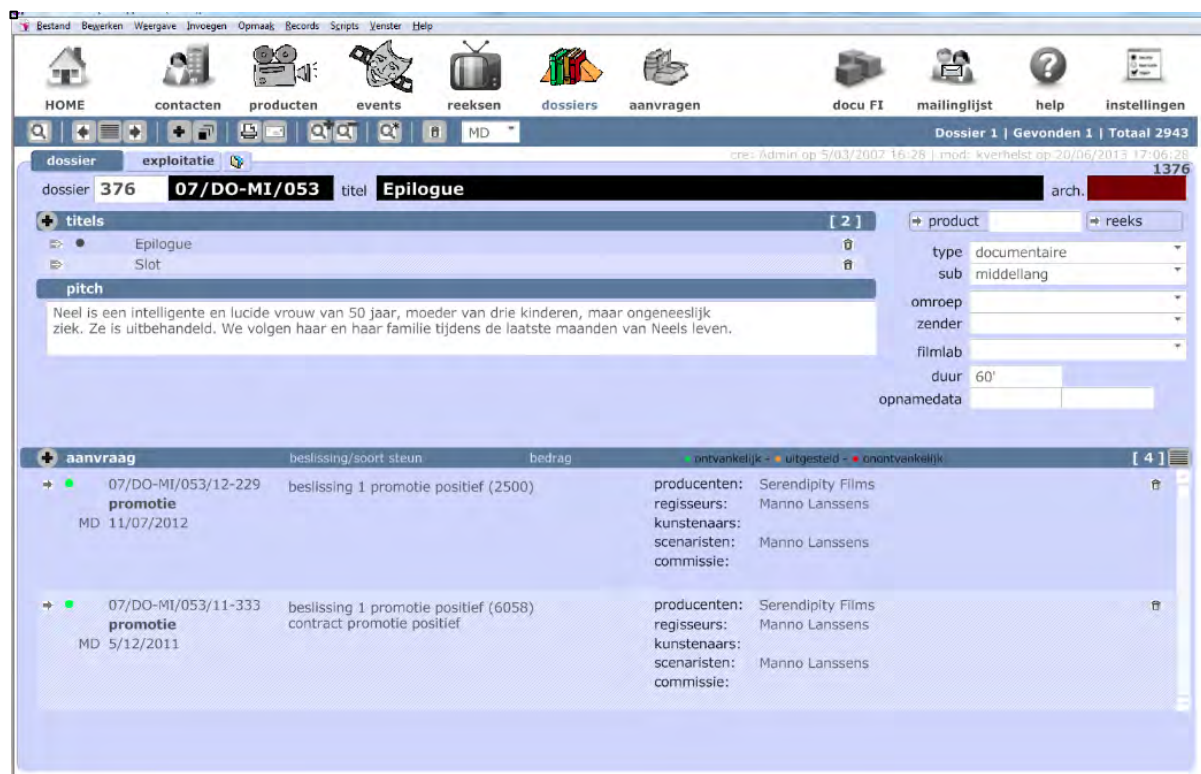 Bestand Bewerken Weergave Invoegen Opmaak Records Scripts Venster Help
HOME contacten producten events reeksen dossiers aanvragen docu FI mailinglijst help instellingen
MD Dossier 1 | Gevonden 1 | Totaal 2943
dossier exploitatie cre: Admin op 5/03/2007 16:28 | mod: kverhelst op 20/06/2013 17:06:28
1376
dossier 376 07/DO-MI/053 titel Epilogue arch.
titels [ 2 ] product reeks
Epilogue
Slot
type documentaire
sub middellang
pitch
Neel is een intelligente en lucide vrouw van 50 jaar, moeder van drie kinderen, maar ongeneeslijk
ziek. Ze is uitbehandeld. We volgen haar en haar familie tijdens de laatste maanden van Neels leven.
omroep
zender
filmlab
duur 60'
opnamedata
aanvraag beslissing/soort steun bedrag ontvankelijk - uitgesteld - onontvankelijk [ 4 ]
07/DO-MI/053/12-229 beslissing 1 promotie positief (2500) producenten: Serendipity Films
promotie regisseurs: Manno Lanssens
MD 11/07/2012 kunstenaars:
scenaristen: Manno Lanssens
commissie:
07/DO-MI/053/11-333 beslissing 1 promotie positief (6058) producenten: Serendipity Films
promotie contract promotie positief regisseurs: Manno Lanssens
MD 5/12/2011 kunstenaars:
scenaristen: Manno Lanssens
commissie: